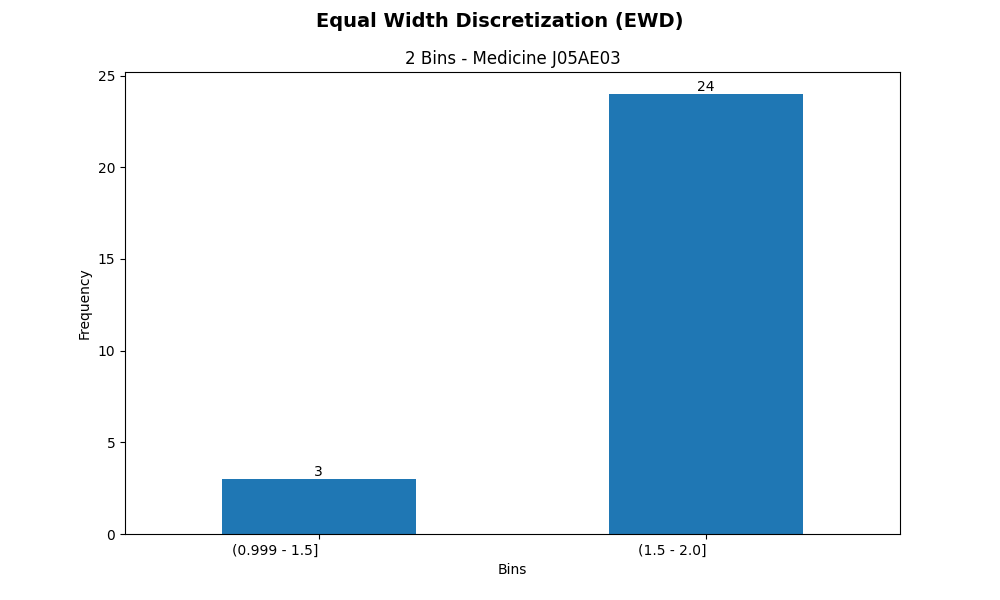 Equal Width Discretization (EWD)
2 Bins - Medicine J05AE03
25
20
15
10
5
0
Frequency
24
3
(0.999 - 1.5]
(1.5 - 2.0]
Bins